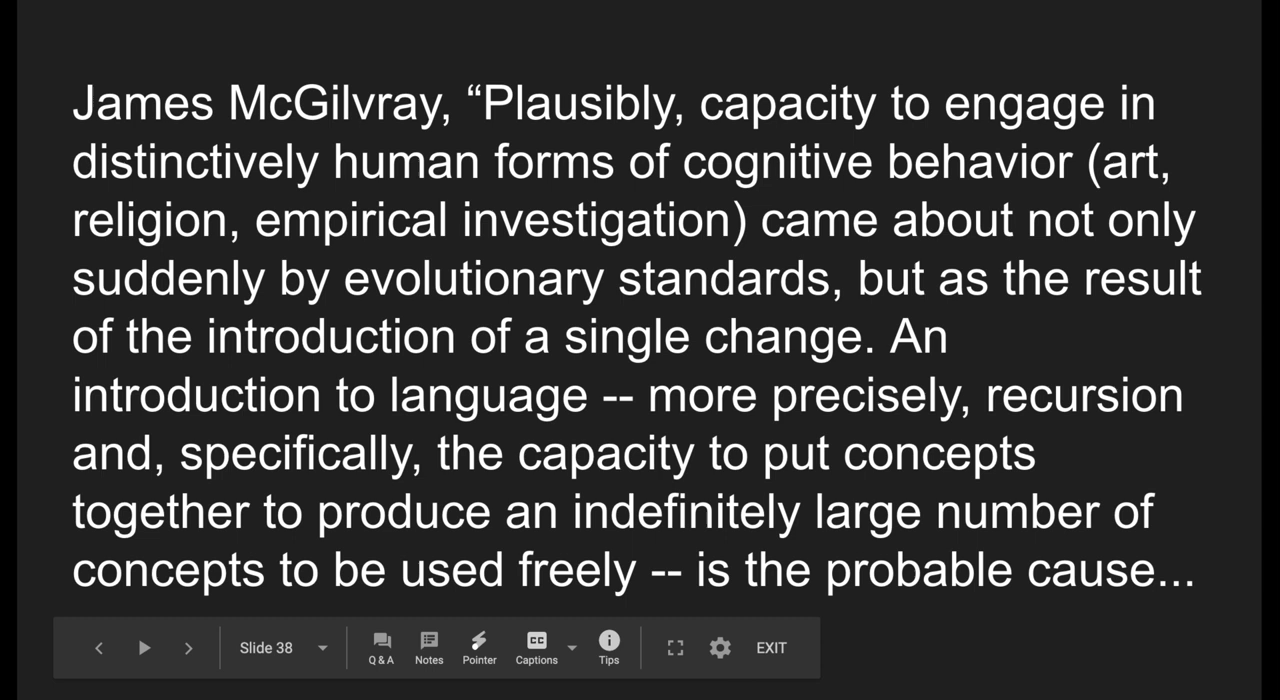 James McGilvray, “Plausibly, capacity to engage in
distinctively human forms of cognitive behavior (art,
religion, empirical investigation) came about not only
suddenly by evolutionary standards, but as the result
of the introduction of a single change. An
introduction to language -- more precisely, recursion
and, specifically, the capacity to put concepts
together to produce an indefinitely large number of
concepts to be used freely -- is the probable cause...
Slide 38
Q & A
Notes
Pointer
CC
Captions
Tips
EXIT